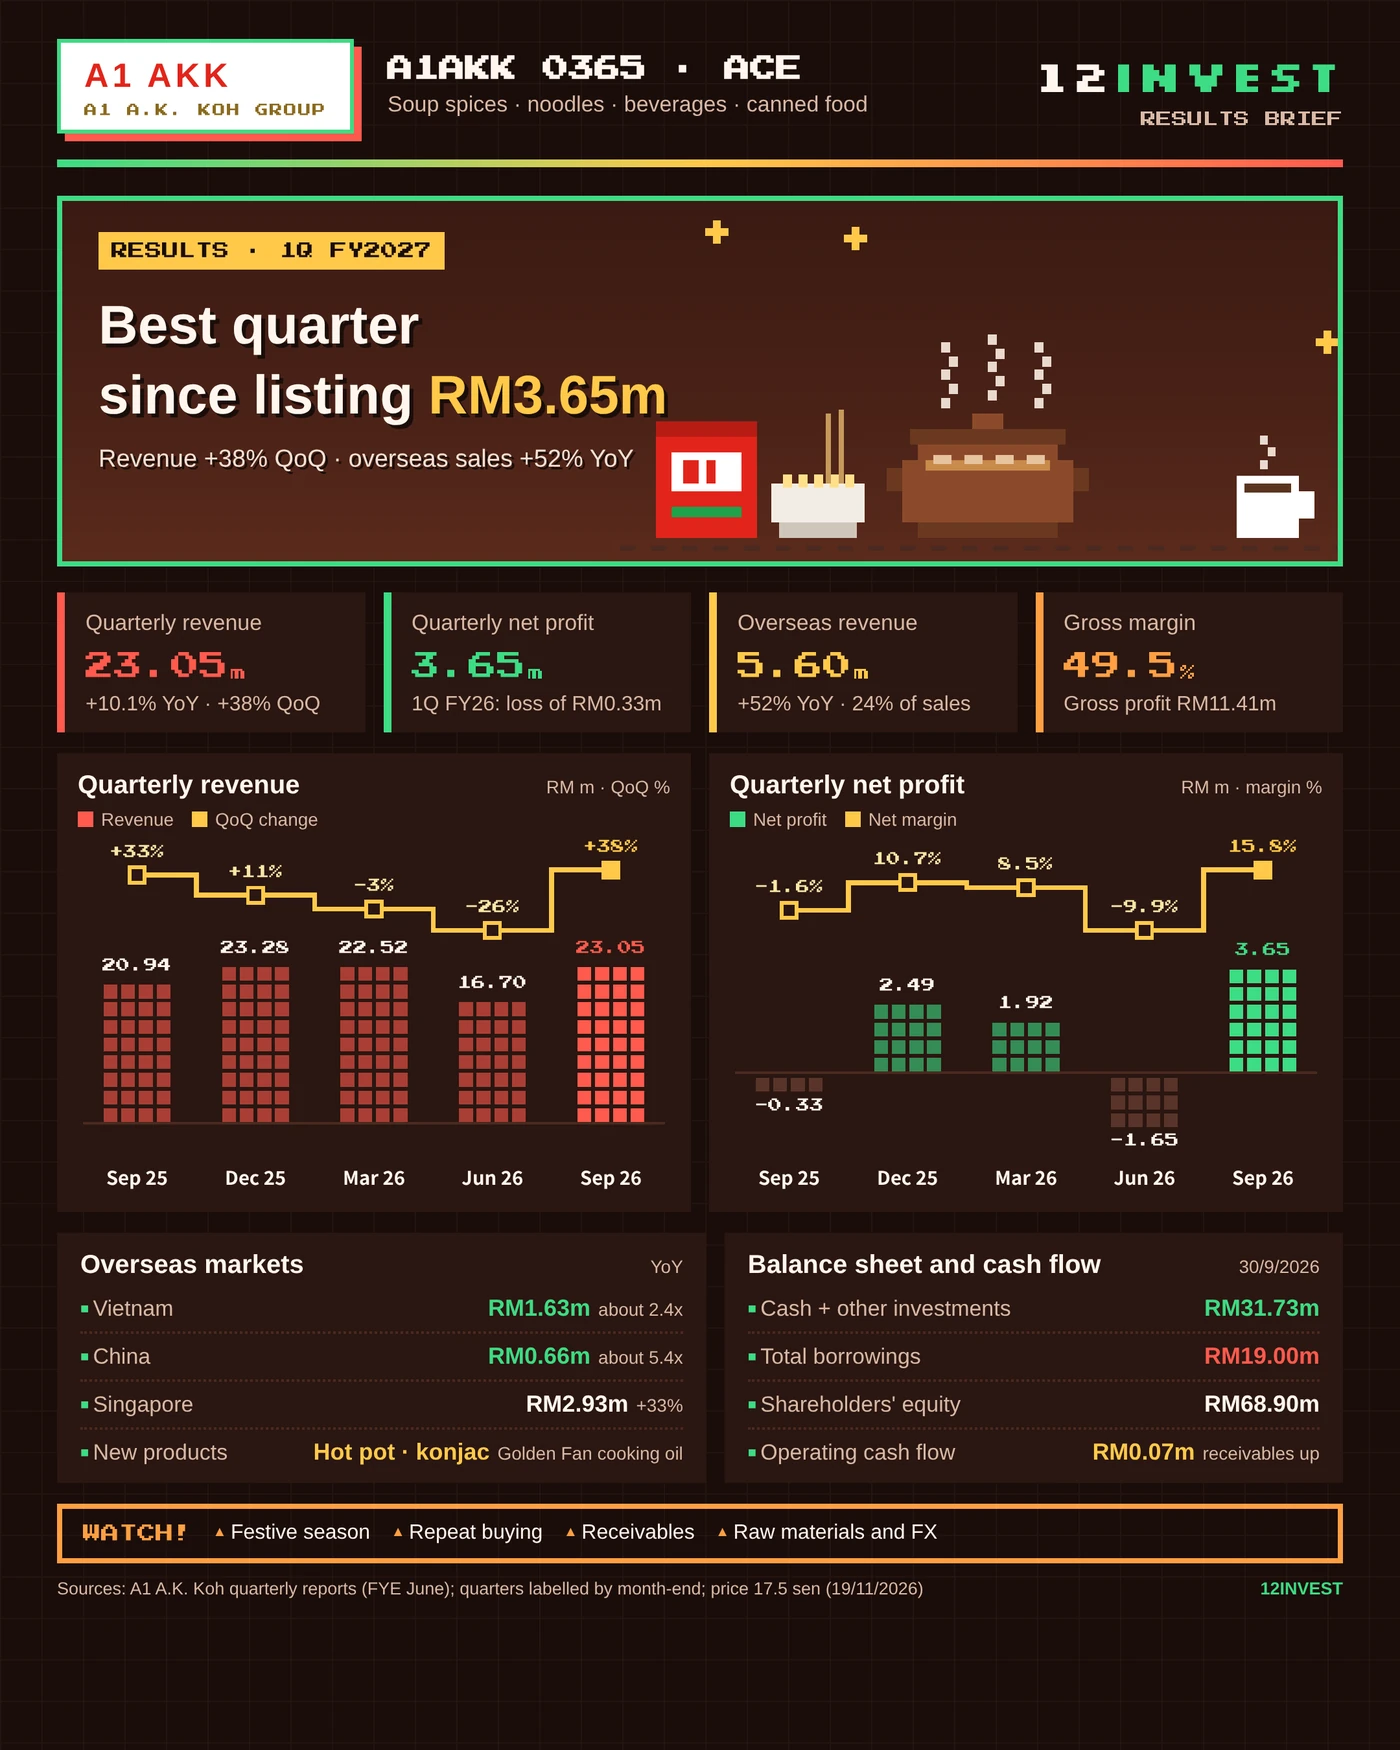 A1 AKK
A1 A.K. KOH GROUP
A1AKK 0365 · ACE
Soup spices · noodles · beverages · canned food
12INVEST
RESULTS BRIEF
RESULTS · 1Q FY2027
Best quarter
since listing RM3.65m
Revenue +38% QoQ · overseas sales +52% YoY
Quarterly revenue
23.05m
+10.1% YoY · +38% QoQ
Quarterly net profit
3.65m
1Q FY26: loss of RM0.33m
Overseas revenue
5.60m
+52% YoY · 24% of sales
Gross margin
49.5%
Gross profit RM11.41m
Quarterly revenue RM m · QoQ %
Revenue QoQ change
+33% +11% -3% -26% +38%
20.94 23.28 22.52 16.70 23.05
Sep 25 Dec 25 Mar 26 Jun 26 Sep 26
Quarterly net profit RM m · margin %
Net profit Net margin
-1.6% 10.7% 8.5% -9.9% 15.8%
-0.33 2.49 1.92 -1.65 3.65
Sep 25 Dec 25 Mar 26 Jun 26 Sep 26
Overseas markets YoY
Vietnam RM1.63m about 2.4x
China RM0.66m about 5.4x
Singapore RM2.93m +33%
New products Hot pot · konjac Golden Fan cooking oil
Balance sheet and cash flow 30/9/2026
Cash + other investments RM31.73m
Total borrowings RM19.00m
Shareholders' equity RM68.90m
Operating cash flow RM0.07m receivables up
WATCH! ▲ Festive season ▲ Repeat buying ▲ Receivables ▲ Raw materials and FX
Sources: A1 A.K. Koh quarterly reports (FYE June); quarters labelled by month-end; price 17.5 sen (19/11/2026)
12INVEST